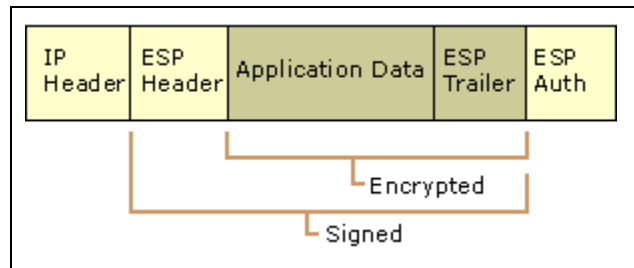 IP
Header
ESP
Header
Application Data
ESP
Trailer
ESP
Auth
Encrypted
Signed